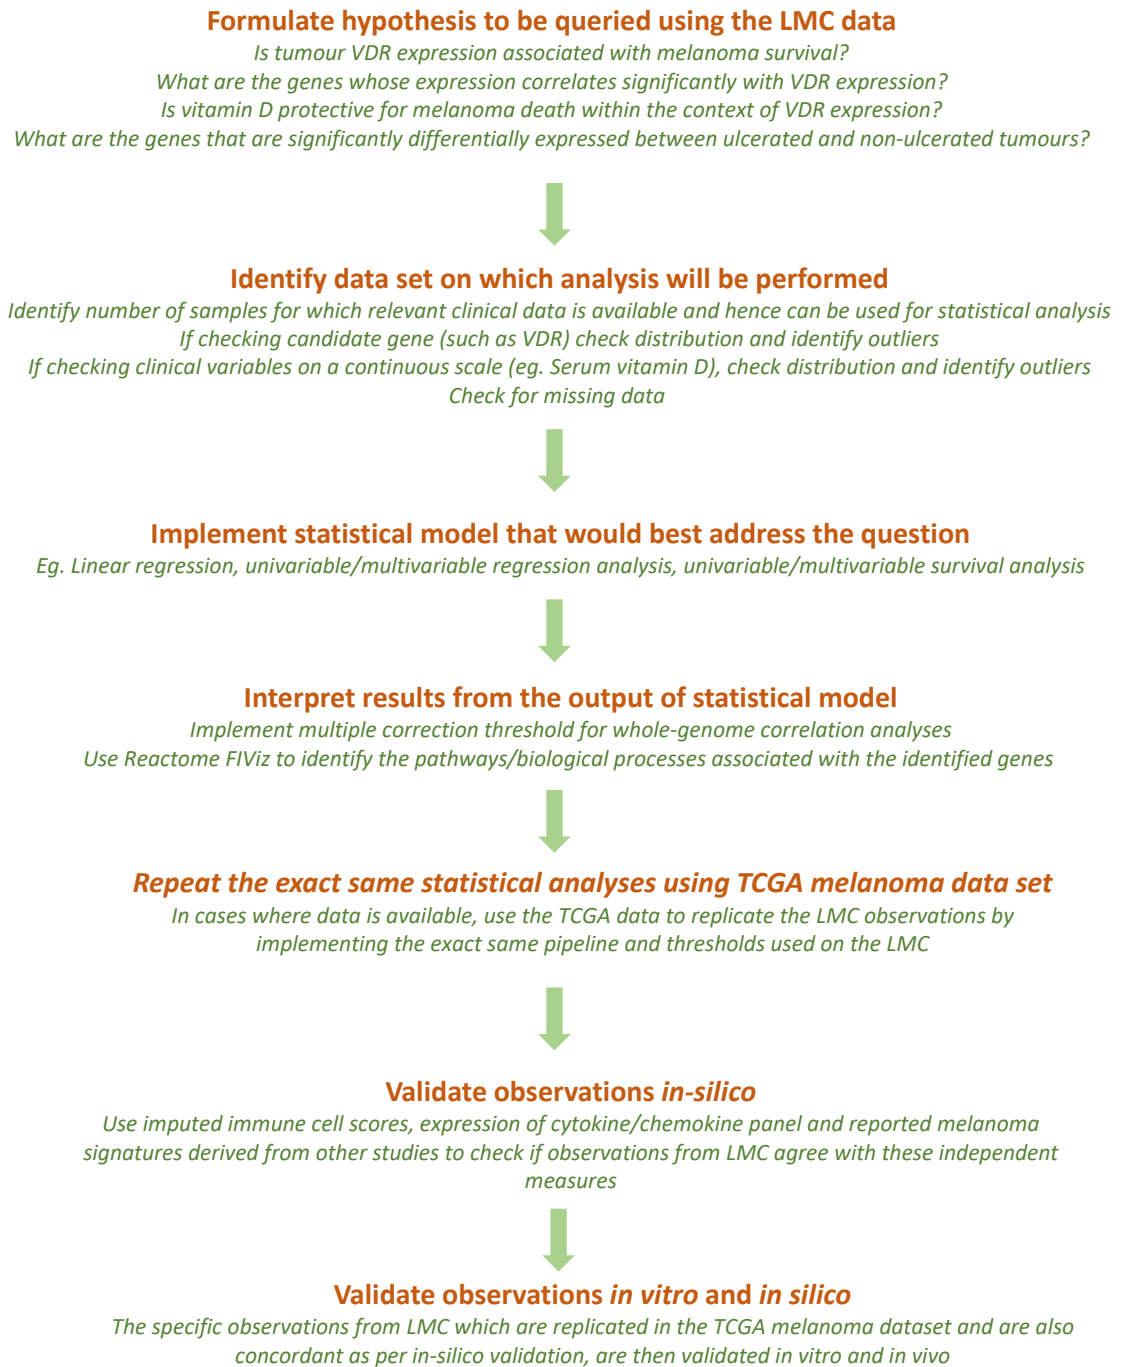 Formulate hypothesis to be queried using the LMC data
Is tumour VDR expression associated with melanoma survival?
What are the genes whose expression correlates significantly with VDR expression?
Is vitamin D protective for melanoma death within the context of VDR expression?
What are the genes that are significantly differentially expressed between ulcerated and non-ulcerated tumours?
Identify data set on which analysis will be performed
Identify number of samples for which relevant clinical data is available and hence can be used for statistical analysis
If checking candidate gene (such as VDR) check distribution and identify outliers
If checking clinical variables on a continuous scale (eg. Serum vitamin D), check distribution and identify outliers
Check for missing data
Implement statistical model that would best address the question
Eg. Linear regression, univariable/multivariable regression analysis, univariable/multivariable survival analysis
Interpret results from the output of statistical model
Implement multiple correction threshold for whole-genome correlation analyses
Use Reactome FIViz to identify the pathways/biological processes associated with the identified genes
Repeat the exact same statistical analyses using TCGA melanoma data set
In cases where data is available, use the TCGA data to replicate the LMC observations by
implementing the exact same pipeline and thresholds used on the LMC
Validate observations in-silico
Use imputed immune cell scores, expression of cytokine/chemokine panel and reported melanoma
signatures derived from other studies to check if observations from LMC agree with these independent
measures
Validate observations in vitro and in silico
The specific observations from LMC which are replicated in the TCGA melanoma dataset and are also
concordant as per in-silico validation, are then validated in vitro and in vivo